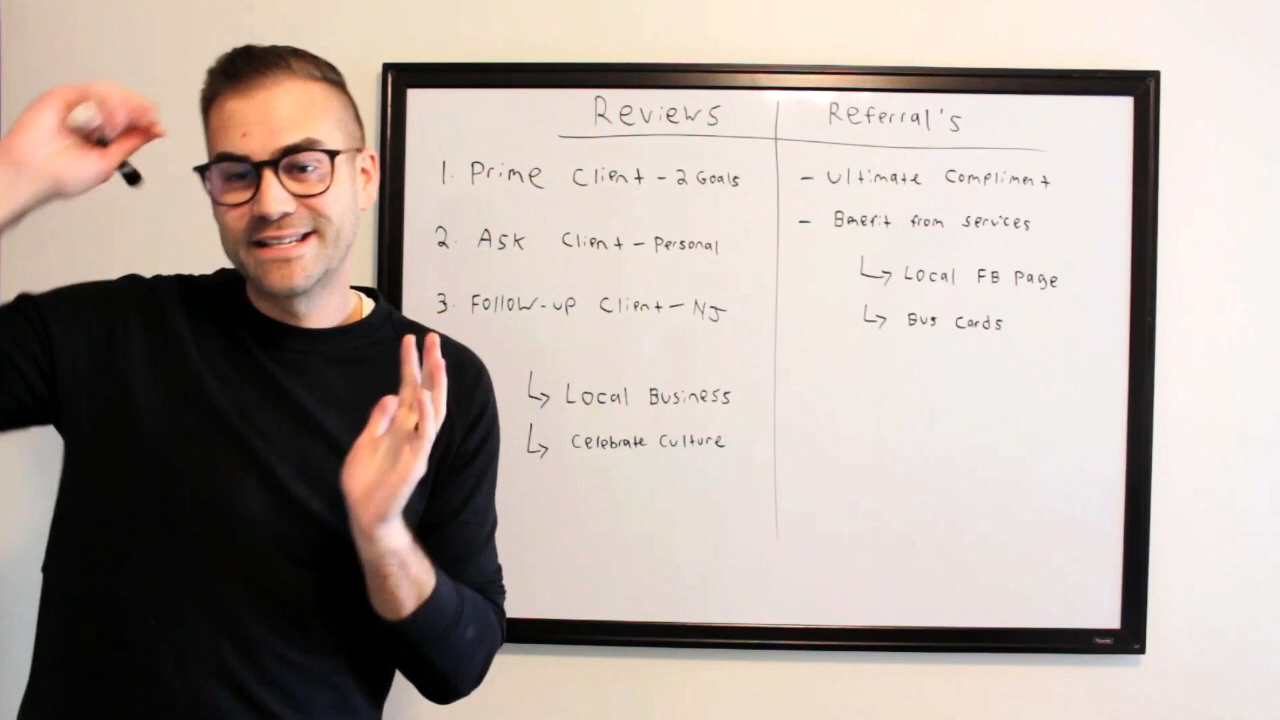 Reviews
1. Prime Client - 2 Goals
2. Ask Client - Personal
3. Follow-up Client - NJ
↳ Local Business
↳ Celebrate Culture
Referral's
- Ultimate Compliment
- Benefit from services
↳ Local FB Page
↳ Bus Cards